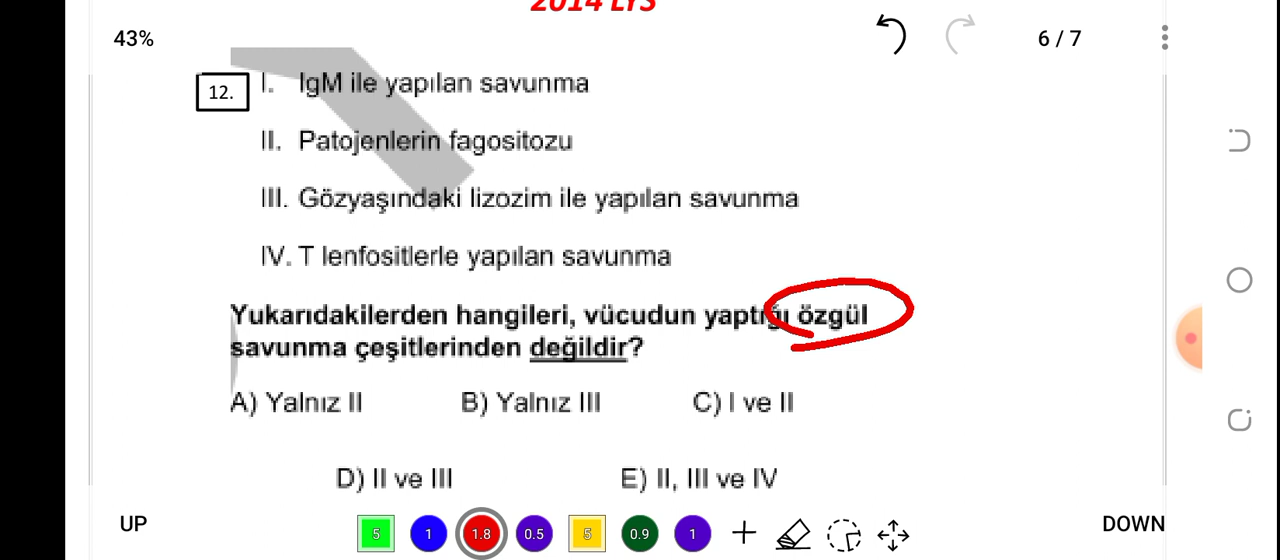 2014 LYS
43%
6 / 7
12.
I. IgM ile yapılan savunma
II. Patojenlerin fagositozu
III. Gözyaşındaki lizozim ile yapılan savunma
IV. T lenfositlerle yapılan savunma
Yukarıdakilerden hangileri, vücudun yaptığı özgül
savunma çeşitlerinden değildir?
A) Yalnız II B) Yalnız III C) I ve II
D) II ve III E) II, III ve IV
UP 5 1 1.8 0.5 5 0.9 1 DOWN